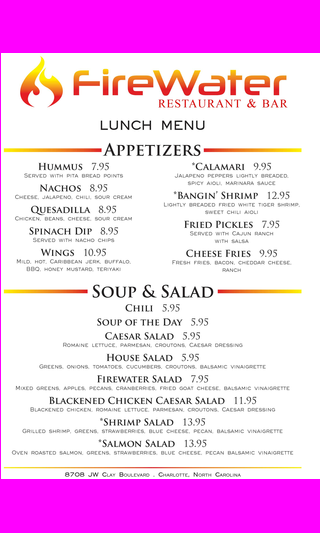 FireWater
RESTAURANT & BAR
LUNCH MENU
Appetizers
Hummus 7.95
Served with pita bread points
Nachos 8.95
Cheese, jalapeno, chili, sour cream
Quesadilla 8.95
Chicken, beans, cheese, sour cream
Spinach Dip 8.95
Served with nacho chips
Wings 10.95
Mild, hot, Caribbean jerk, buffalo,
BBQ, honey mustard, teriyaki
*Calamari 9.95
Jalapeno peppers lightly breaded,
spicy aioli, marinara sauce
*Bangin' Shrimp 12.95
Lightly breaded fried white tiger shrimp,
sweet chili aioli
Fried Pickles 7.95
Served with Cajun ranch
with salsa
Cheese Fries 9.95
Fresh fries, bacon, cheddar cheese,
ranch
Soup & Salad
Chili 5.95
Soup of the Day 5.95
Caesar Salad 5.95
Romaine lettuce, parmesan, croutons, Caesar dressing
House Salad 5.95
Greens, onions, tomatoes, cucumbers, croutons, balsamic vinaigrette
Firewater Salad 7.95
Mixed greens, apples, pecans, cranberries, fried goat cheese, balsamic vinaigrette
Blackened Chicken Caesar Salad 11.95
Blackened chicken, romaine lettuce, parmesan, croutons, Caesar dressing
*Shrimp Salad 13.95
Grilled shrimp, greens, strawberries, blue cheese, pecan, balsamic vinaigrette
*Salmon Salad 13.95
Oven roasted salmon, greens, strawberries, blue cheese, pecan balsamic vinaigrette
8708 JW Clay Boulevard , Charlotte, North Carolina